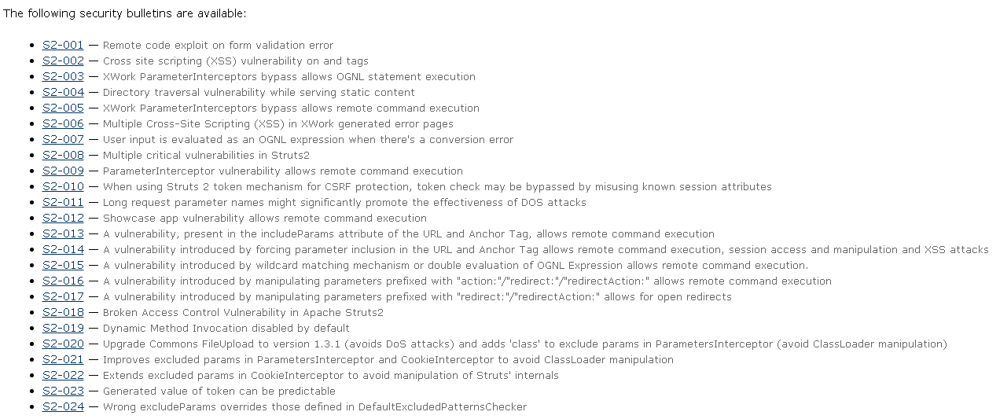 The following security bulletins are available:
• S2-001 — Remote code exploit on form validation error
• S2-002 — Cross site scripting (XSS) vulnerability on and tags
• S2-003 — XWork ParameterInterceptors bypass allows OGNL statement execution
• S2-004 — Directory traversal vulnerability while serving static content
• S2-005 — XWork ParameterInterceptors bypass allows remote command execution
• S2-006 — Multiple Cross-Site Scripting (XSS) in XWork generated error pages
• S2-007 — User input is evaluated as an OGNL expression when there's a conversion error
• S2-008 — Multiple critical vulnerabilities in Struts2
• S2-009 — ParameterInterceptor vulnerability allows remote command execution
• S2-010 — When using Struts 2 token mechanism for CSRF protection, token check may be bypassed by misusing known session attributes
• S2-011 — Long request parameter names might significantly promote the effectiveness of DOS attacks
• S2-012 — Showcase app vulnerability allows remote command execution
• S2-013 — A vulnerability, present in the includeParams attribute of the URL and Anchor Tag, allows remote command execution
• S2-014 — A vulnerability introduced by forcing parameter inclusion in the URL and Anchor Tag allows remote command execution, session access and manipulation and XSS attacks
• S2-015 — A vulnerability introduced by wildcard matching mechanism or double evaluation of OGNL Expression allows remote command execution.
• S2-016 — A vulnerability introduced by manipulating parameters prefixed with "action:"/"redirect:"/"redirectAction:" allows remote command execution
• S2-017 — A vulnerability introduced by manipulating parameters prefixed with "redirect:"/"redirectAction:" allows for open redirects
• S2-018 — Broken Access Control Vulnerability in Apache Struts2
• S2-019 — Dynamic Method Invocation disabled by default
• S2-020 — Upgrade Commons FileUpload to version 1.3.1 (avoids DoS attacks) and adds 'class' to exclude params in ParametersInterceptor (avoid ClassLoader manipulation)
• S2-021 — Improves excluded params in ParametersInterceptor and CookieInterceptor to avoid ClassLoader manipulation
• S2-022 — Extends excluded params in CookieInterceptor to avoid manipulation of Struts' internals
• S2-023 — Generated value of token can be predictable
• S2-024 — Wrong excludeParams overrides those defined in DefaultExcludedPatternsChecker